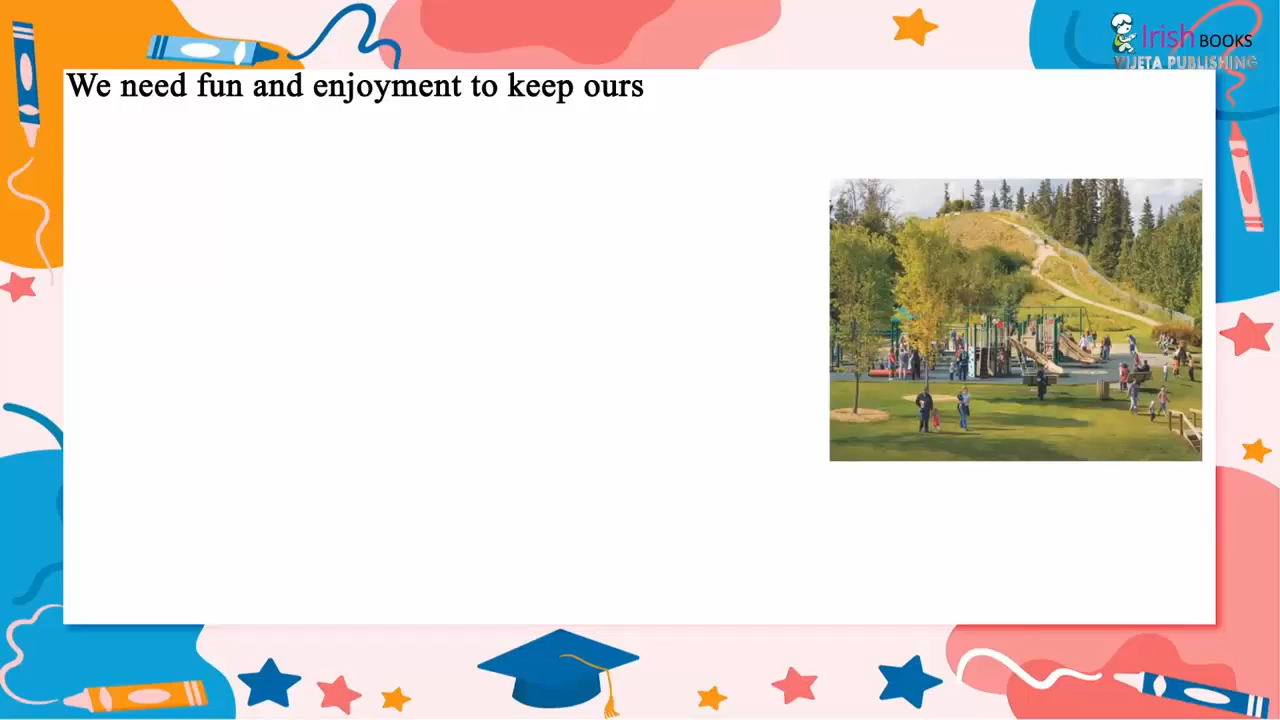 Irish BOOKS
VIJETA PUBLISHING
We need fun and enjoyment to keep ours